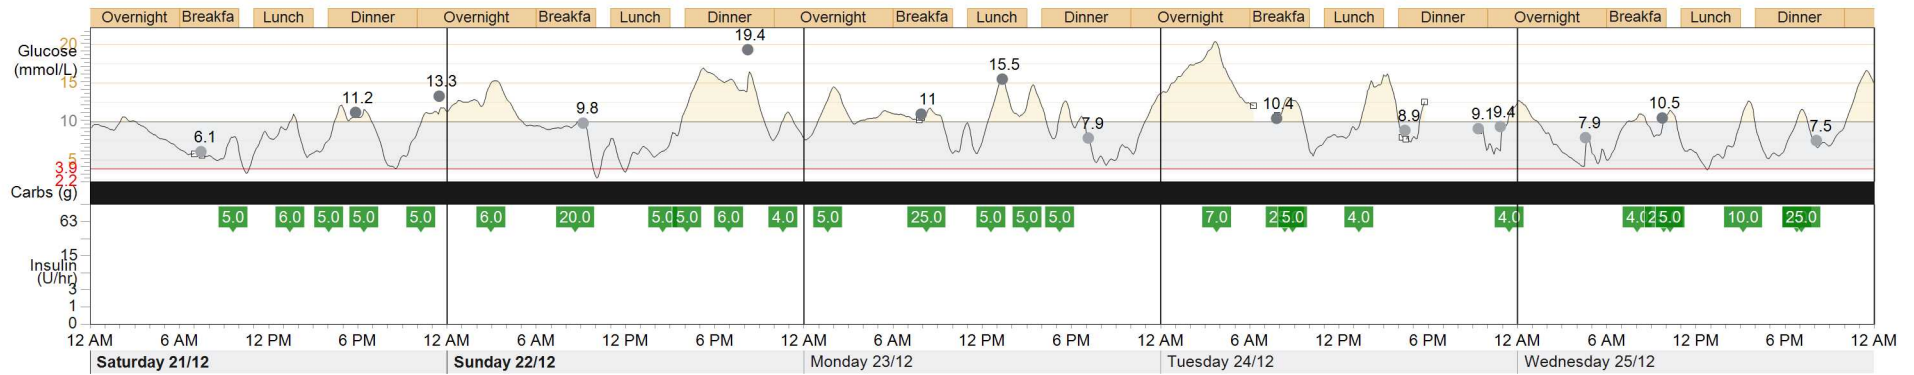 Overnight Breakfa Lunch Dinner Overnight Breakfa Lunch Dinner Overnight Breakfa Lunch Dinner Overnight Breakfa Lunch Dinner Overnight Breakfa Lunch Dinner
Glucose
(mmol/L)
20
15
10
5
3.9
2.2
6.1 11.2 13.3 9.8 19.4 11 15.5 7.9 10.4 8.9 9.1 9.4 7.9 10.5 7.5
Carbs (g)
63
5.0 6.0 5.0 5.0 5.0 6.0 20.0 5.0 5.0 6.0 4.0 5.0 25.0 5.0 5.0 5.0 7.0 2 5.0 4.0 4.0 4.0 2 5.0 10.0 25.0
Insulin
(U/hr)
15
3
1
0
12 AM 6 AM 12 PM 6 PM 12 AM 6 AM 12 PM 6 PM 12 AM 6 AM 12 PM 6 PM 12 AM 6 AM 12 PM 6 PM 12 AM 6 AM 12 PM 6 PM 12 AM
Saturday 21/12 Sunday 22/12 Monday 23/12 Tuesday 24/12 Wednesday 25/12